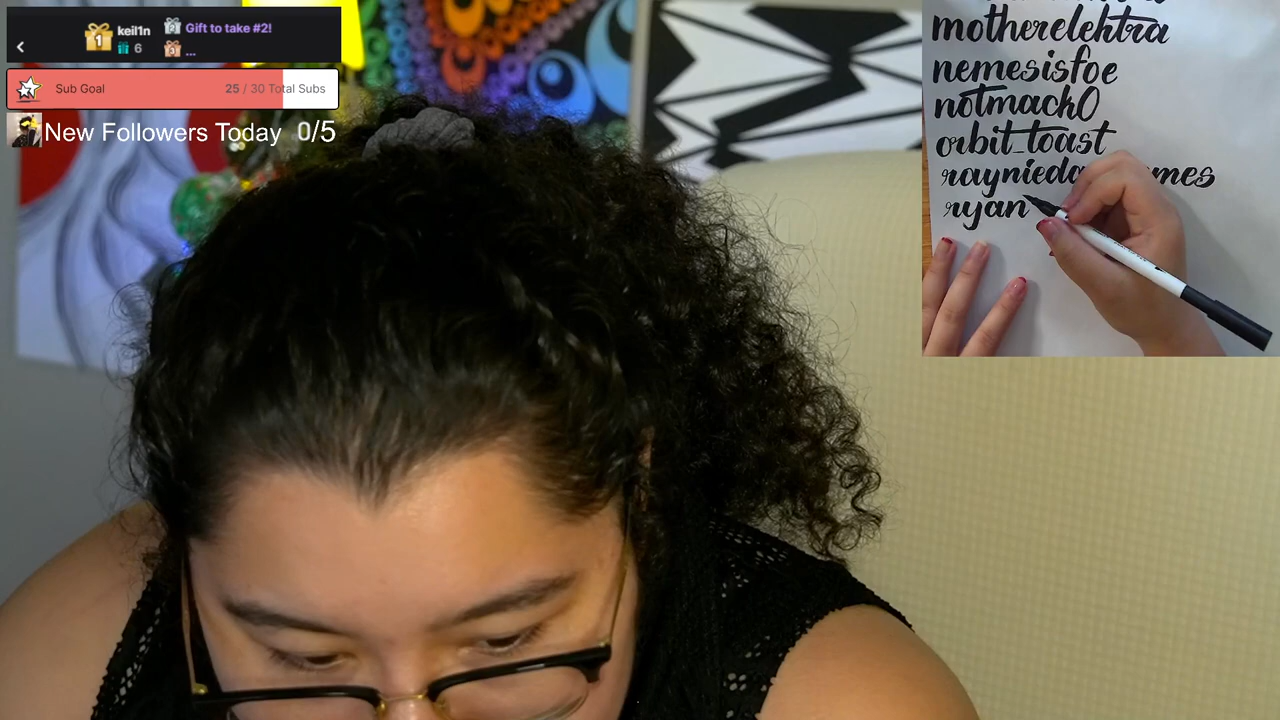 keil1n
6
Gift to take #2!
...
Sub Goal 25 / 30 Total Subs
New Followers Today 0/5
motherelektra
nemesisfoe
notmack0
orbit_toast
ryan